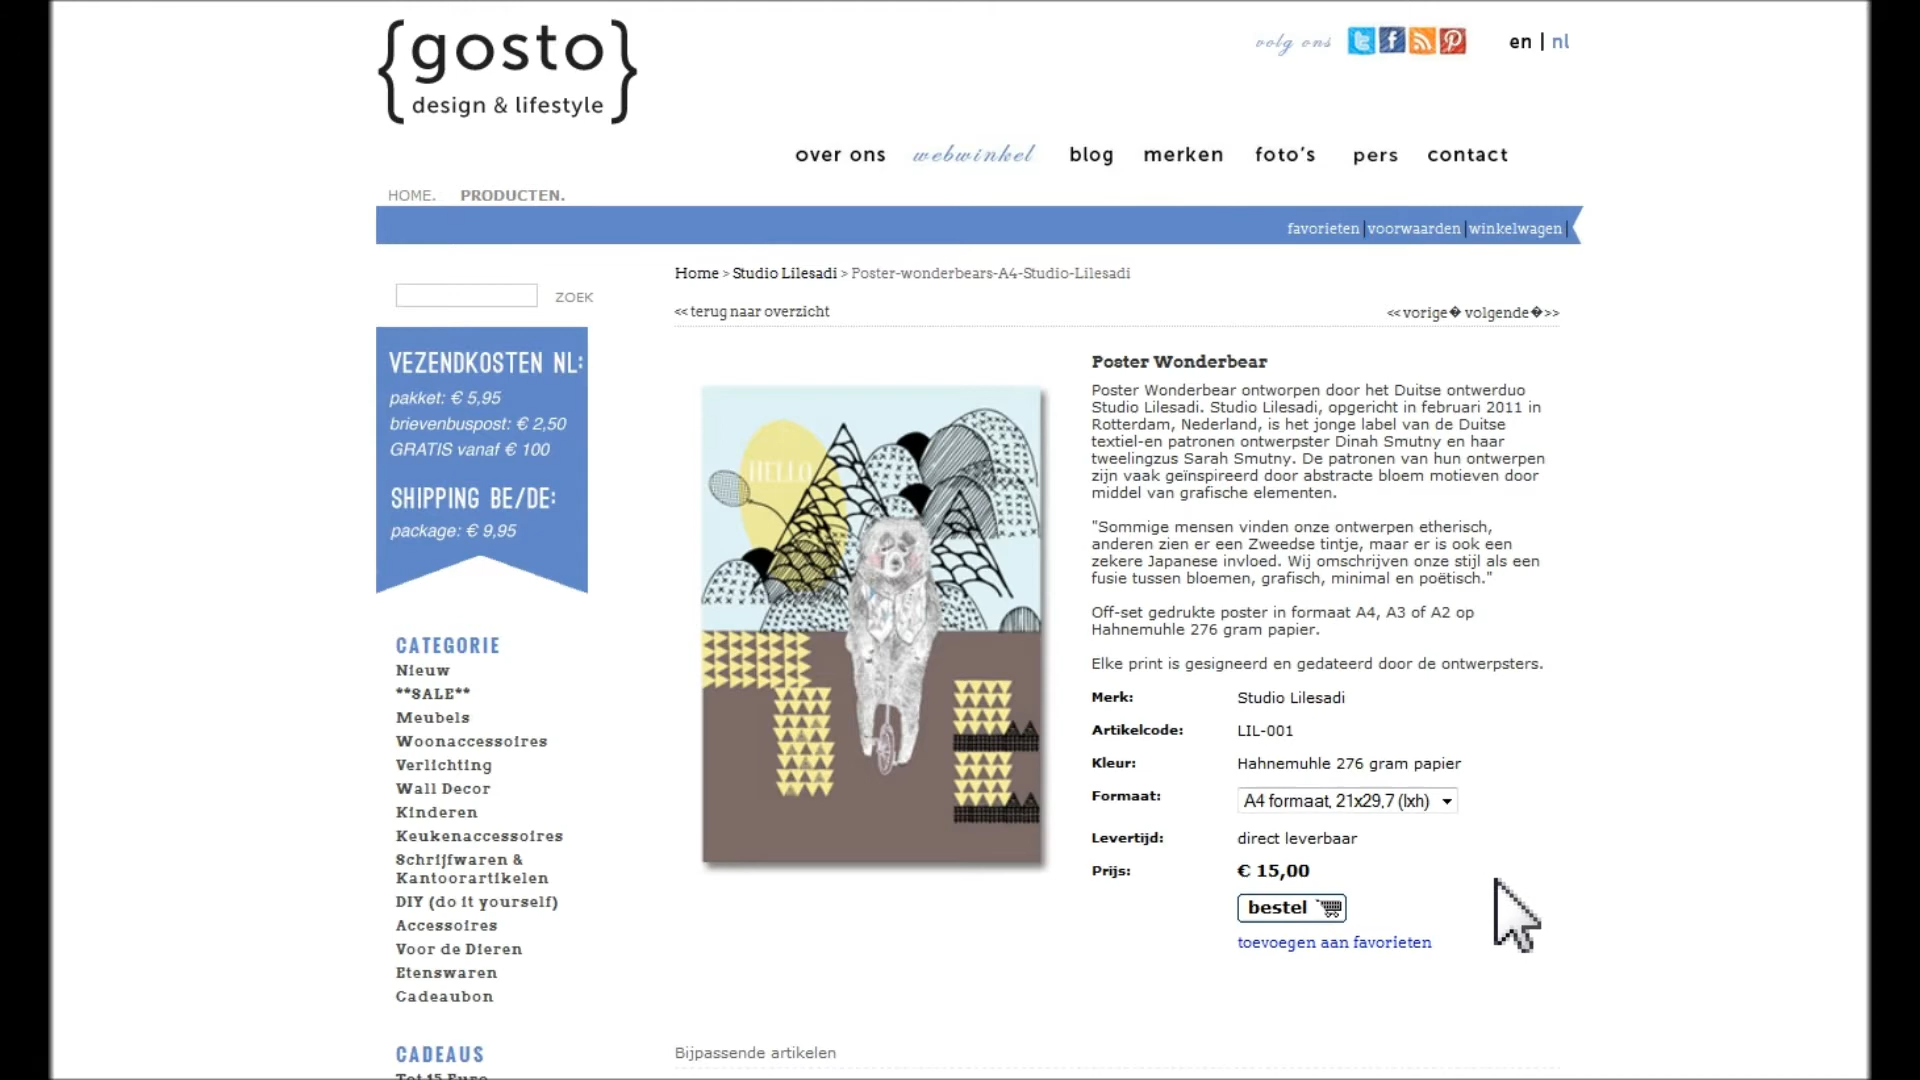 {gosto}
design & lifestyle
volg ons
en | nl
over ons webwinkel blog merken foto's pers contact
HOME. PRODUCTEN.
favorieten | voorwaarden | winkelwagen |
Home > Studio Lilesadi > Poster-wonderbears-A4-Studio-Lilesadi
ZOEK
<< terug naar overzicht
<< vorige� volgende�>>
VEZENDKOSTEN NL:
pakket: € 5,95
brievenbuspost: € 2,50
GRATIS vanaf € 100
SHIPPING BE/DE:
package: € 9,95
HELLO
Poster Wonderbear
Poster Wonderbear ontworpen door het Duitse ontwerduo
Studio Lilesadi. Studio Lilesadi, opgericht in februari 2011 in
Rotterdam, Nederland, is het jonge label van de Duitse
textiel-en patronen ontwerpster Dinah Smutny en haar
tweelingzus Sarah Smutny. De patronen van hun ontwerpen
zijn vaak geïnspireerd door abstracte bloem motieven door
middel van grafische elementen.
"Sommige mensen vinden onze ontwerpen etherisch,
anderen zien er een Zweedse tintje, maar er is ook een
zekere Japanese invloed. Wij omschrijven onze stijl als een
fusie tussen bloemen, grafisch, minimal en poëtisch."
Off-set gedrukte poster in formaat A4, A3 of A2 op
Hahnemuhle 276 gram papier.
Elke print is gesigneerd en gedateerd door de ontwerpsters.
Merk: Studio Lilesadi
Artikelcode: LIL-001
Kleur: Hahnemuhle 276 gram papier
Formaat: A4 formaat, 21x29,7 (lxh)
Levertijd: direct leverbaar
Prijs: € 15,00
bestel
toevoegen aan favorieten
CATEGORIE
Nieuw
**SALE**
Meubels
Woonaccessoires
Verlichting
Wall Decor
Kinderen
Keukenaccessoires
Schrijfwaren &
Kantoorartikelen
DIY (do it yourself)
Accessoires
Voor de Dieren
Etenswaren
Cadeaubon
CADEAUS
Tot 15 Euro
Bijpassende artikelen